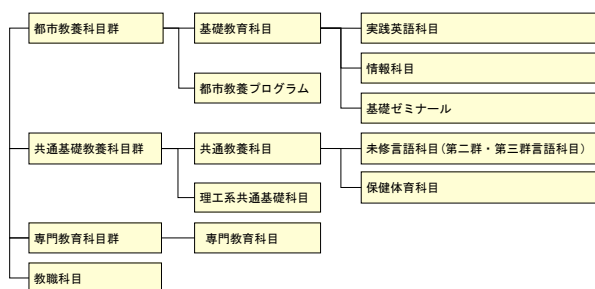 都市教養科目群
基礎教育科目
実践英語科目
情報科目
都市教養プログラム
基礎ゼミナール
共通基礎教養科目群
共通教養科目
未修言語科目(第二群・第三群言語科目)
理工系共通基礎科目
保健体育科目
専門教育科目群
専門教育科目
教職科目